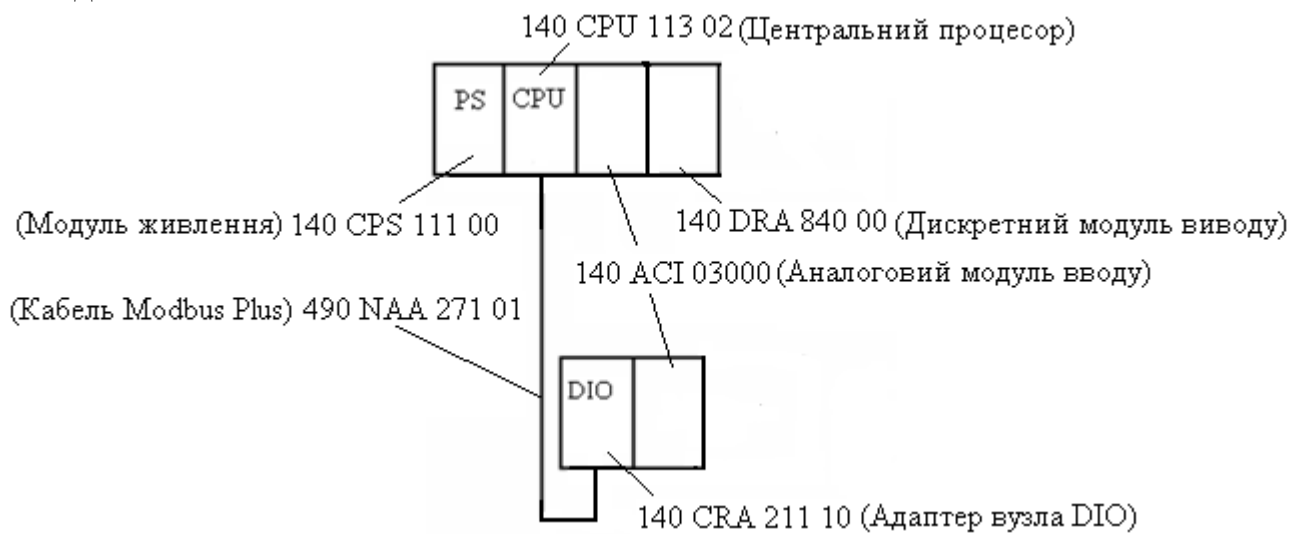 140 CPU 113 02 (Центральний процесор)
PS CPU
(Модуль живлення) 140 CPS 111 00
140 DRA 840 00 (Дискретний модуль виводу)
140 ACI 03000 (Аналоговий модуль вводу)
(Кабель Modbus Plus) 490 NAA 271 01
DIO
140 CRA 211 10 (Адаптер вузла DIO)